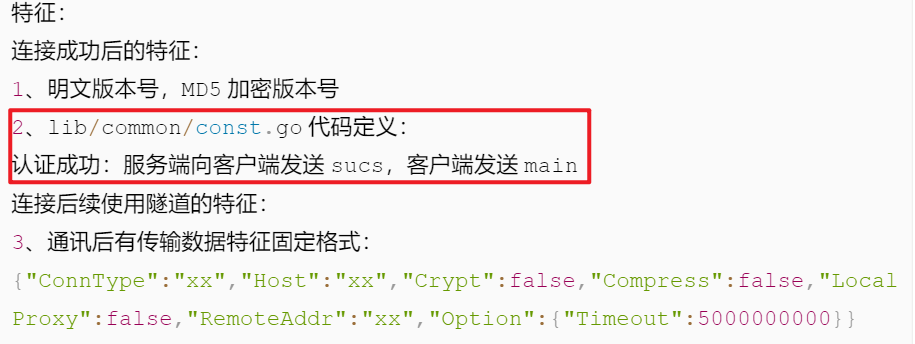 特征：
连接成功后的特征：
1、明文版本号，MD5 加密版本号
2、lib/common/const.go 代码定义：
认证成功：服务端向客户端发送 sucs，客户端发送 main
连接后续使用隧道的特征：
3、通讯后有传输数据特征固定格式：
{"ConnType":"xx","Host":"xx","Crypt":false,"Compress":false,"Local
Proxy":false,"RemoteAddr":"xx","Option":{"Timeout":5000000000}}